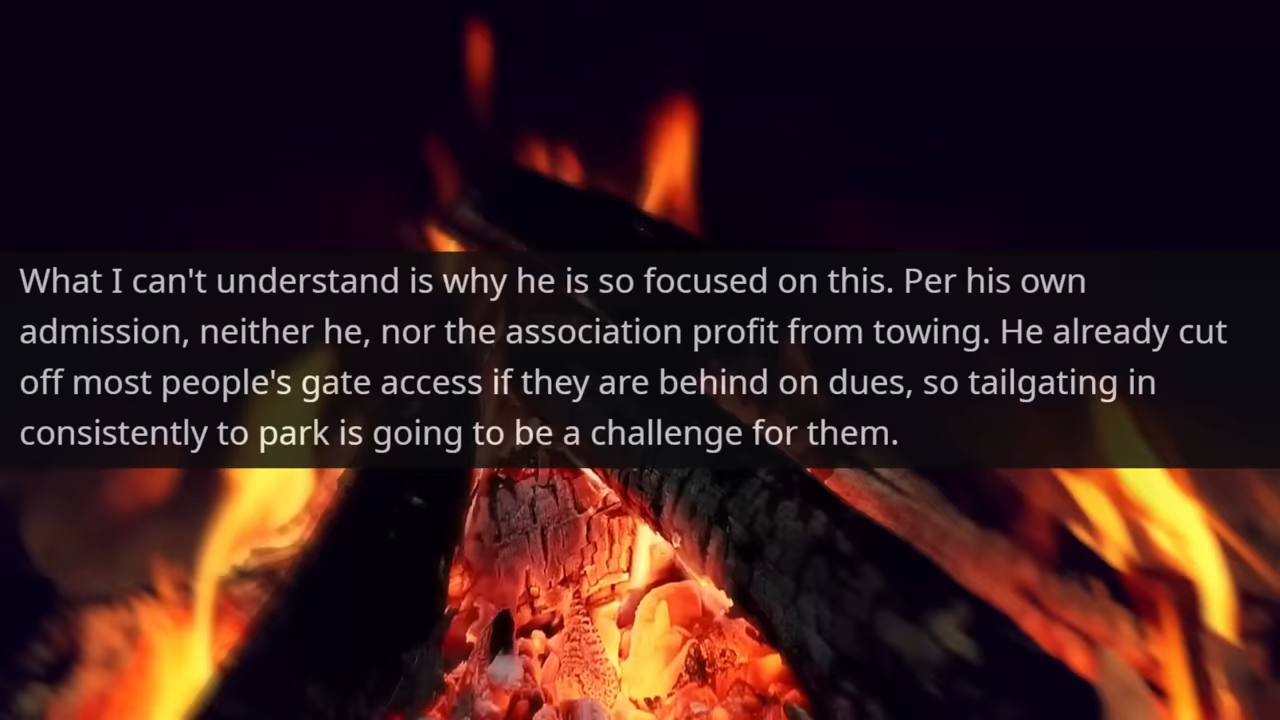 What I can't understand is why he is so focused on this. Per his own
admission, neither he, nor the association profit from towing. He already cut
off most people's gate access if they are behind on dues, so tailgating in
consistently to park is going to be a challenge for them.